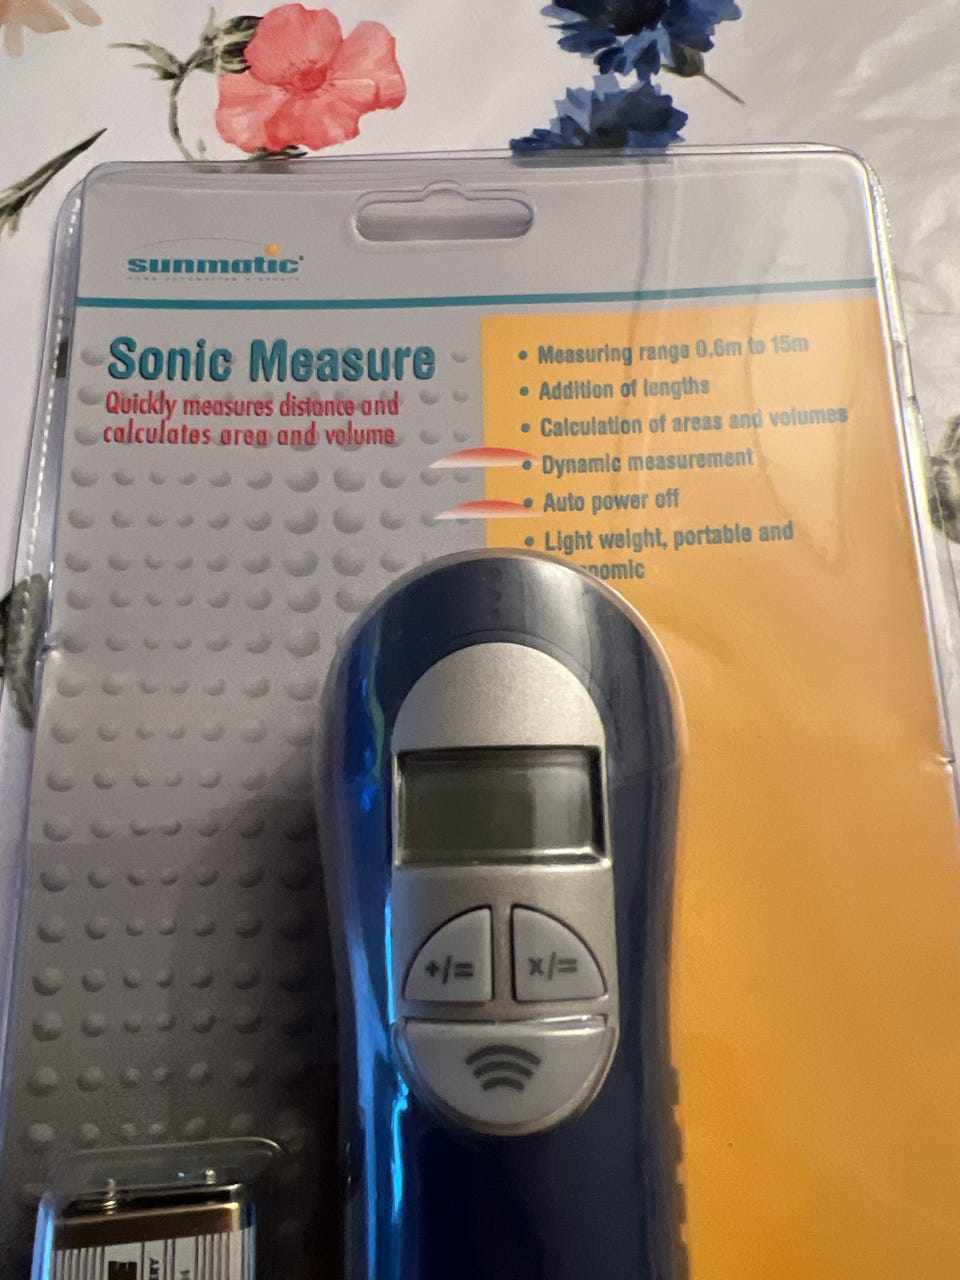 sunmatic
Sonic Measure
Quickly measures distance and
calculates area and volume
• Measuring range 0.6m to 15m
• Addition of lengths
• Calculation of areas and volumes
• Dynamic measurement
• Auto power off
• Light weight, portable and
nomic
+/=
x/=